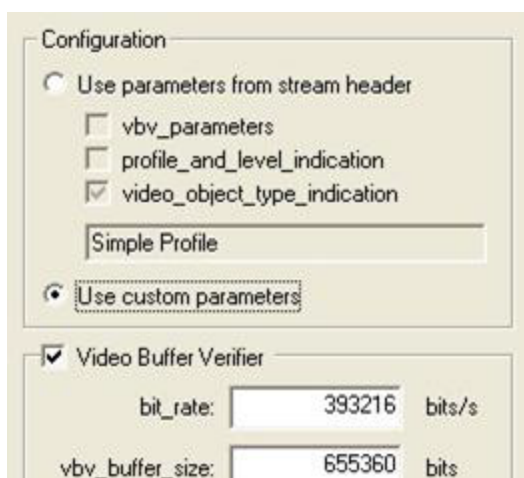 Configuration
Use parameters from stream header
vbv_parameters
profile_and_level_indication
video_object_type_indication
Simple Profile
Use custom parameters
Video Buffer Verifier
bit_rate: 393216 bits/s
vbv_buffer_size: 655360 bits